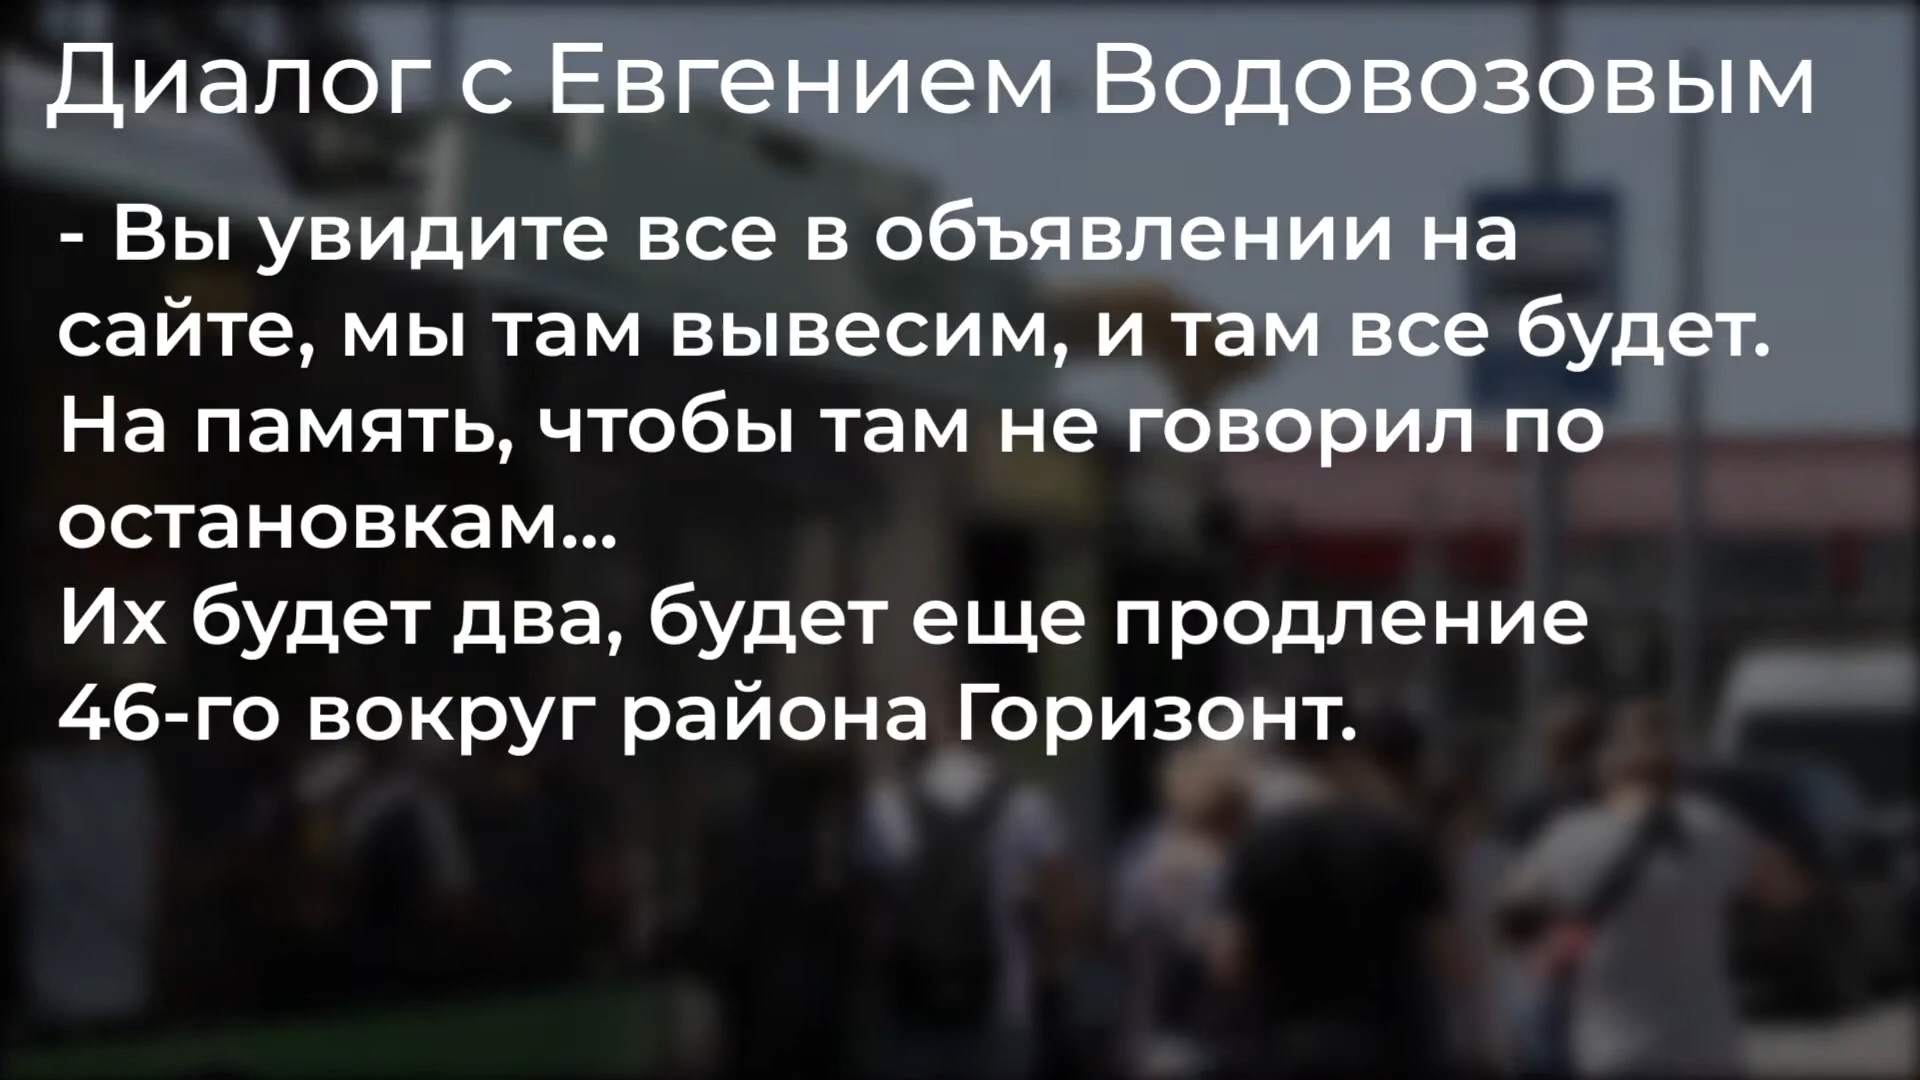 Диалог с Евгением Водовозовым
- Вы увидите все в объявлении на
сайте, мы там вывесим, и там все будет.
На память, чтобы там не говорил по
остановкам...
Их будет два, будет еще продление
46-го вокруг района Горизонт.